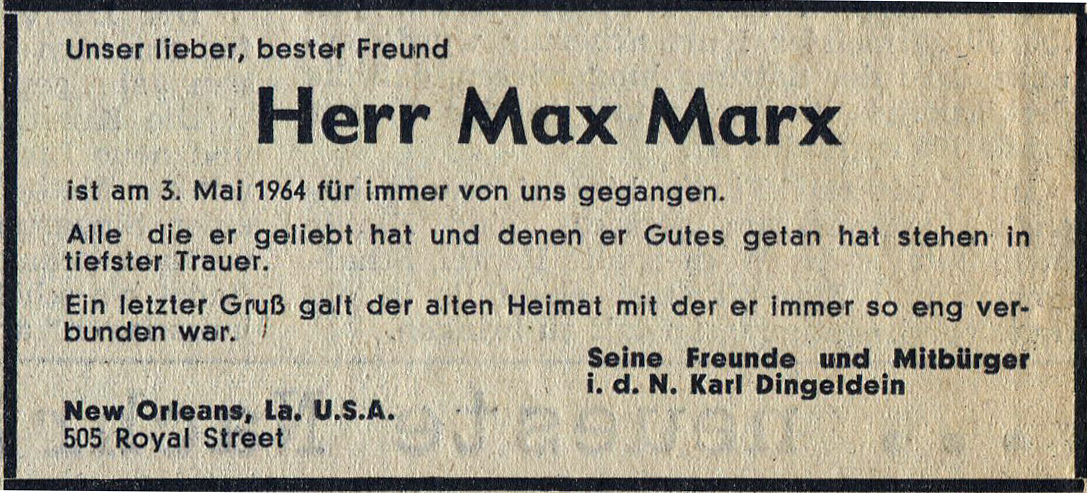 Unser lieber, bester Freund
Herr Max Marx
ist am 3. Mai 1964 für immer von uns gegangen.
Alle die er geliebt hat und denen er Gutes getan hat stehen in
tiefster Trauer.
Ein letzter Gruß galt der alten Heimat mit der er immer so eng ver-
bunden war.
Seine Freunde und Mitbürger
i. d. N. Karl Dingeldein
New Orleans, La. U.S.A.
505 Royal Street